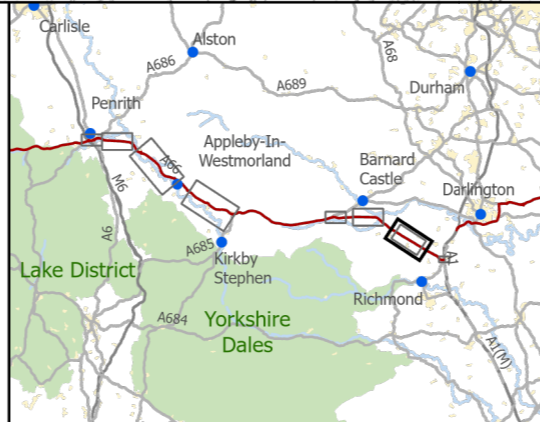 Carlisle
Alston
A686
A68
A689
Durham
Penrith
Appleby-In-
Westmorland
A66
Barnard
Castle
Darlington
M6
A6
A685
Kirkby
Stephen
Lake District
A1
Richmond
Yorkshire
Dales
A684
A1(M)